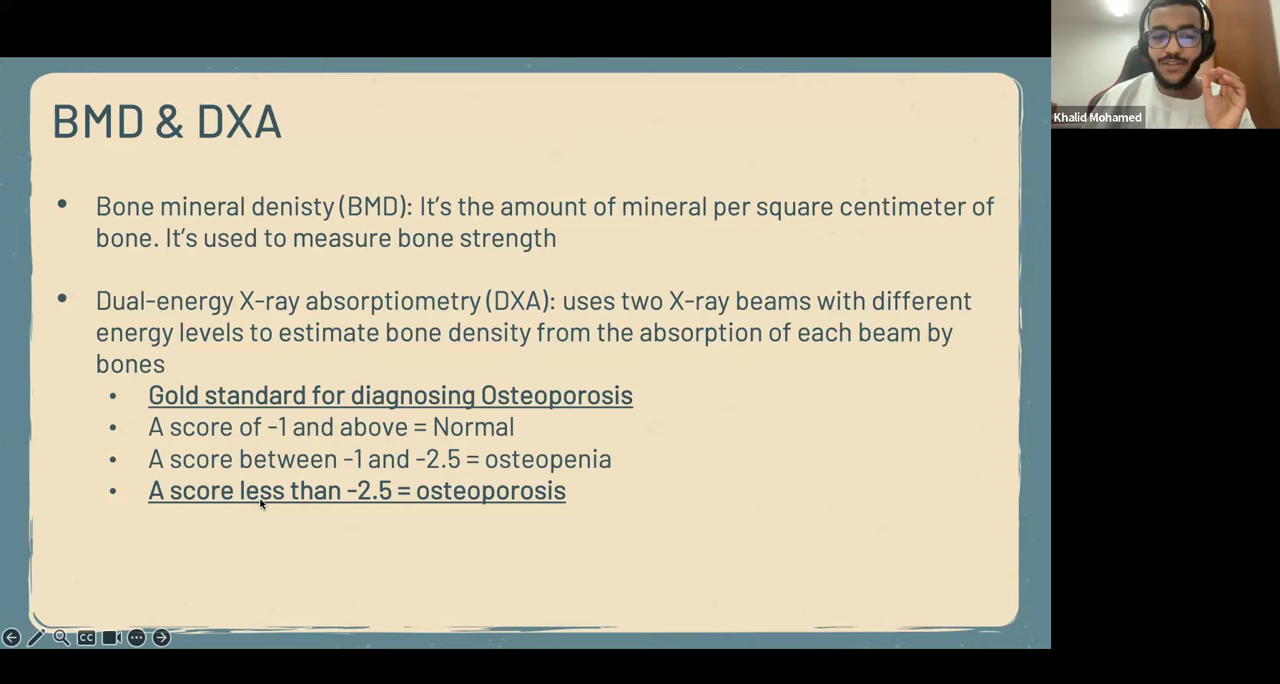 BMD & DXA
• Bone mineral denisty (BMD): It's the amount of mineral per square centimeter of
bone. It's used to measure bone strength
• Dual-energy X-ray absorptiometry (DXA): uses two X-ray beams with different
energy levels to estimate bone density from the absorption of each beam by
bones
• Gold standard for diagnosing Osteoporosis
• A score of -1 and above = Normal
• A score between -1 and -2.5 = osteopenia
• A score less than -2.5 = osteoporosis
Khalid Mohamed
CC